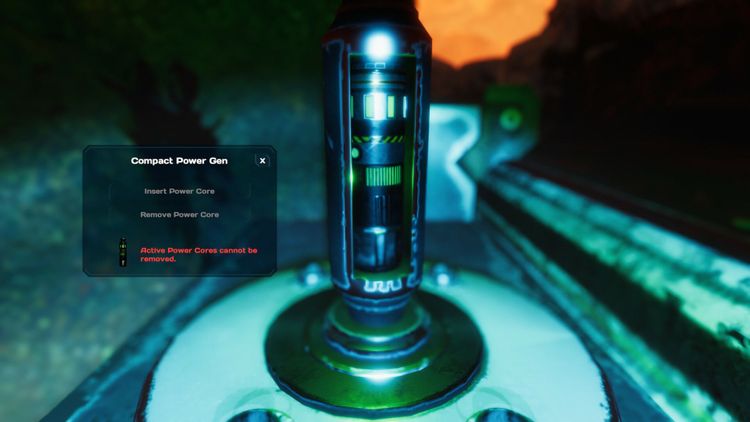 Compact Power Gen
X
Insert Power Core
Remove Power Core
Active Power Cores cannot be
removed.